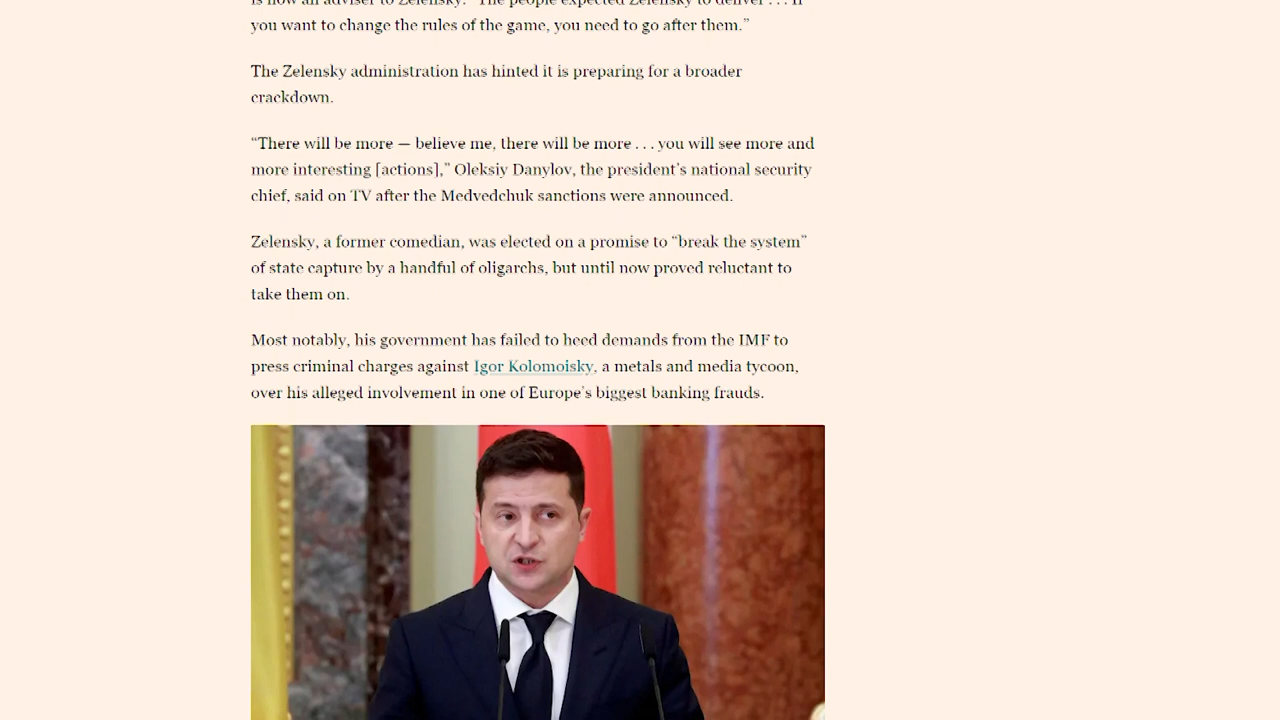 is now an adviser to Zelensky. “The people expected Zelensky to deliver . . . If
you want to change the rules of the game, you need to go after them.”
The Zelensky administration has hinted it is preparing for a broader
crackdown.
“There will be more — believe me, there will be more . . . you will see more and
more interesting [actions],” Oleksiy Danylov, the president’s national security
chief, said on TV after the Medvedchuk sanctions were announced.
Zelensky, a former comedian, was elected on a promise to “break the system”
of state capture by a handful of oligarchs, but until now proved reluctant to
take them on.
Most notably, his government has failed to heed demands from the IMF to
press criminal charges against Igor Kolomoisky, a metals and media tycoon,
over his alleged involvement in one of Europe’s biggest banking frauds.